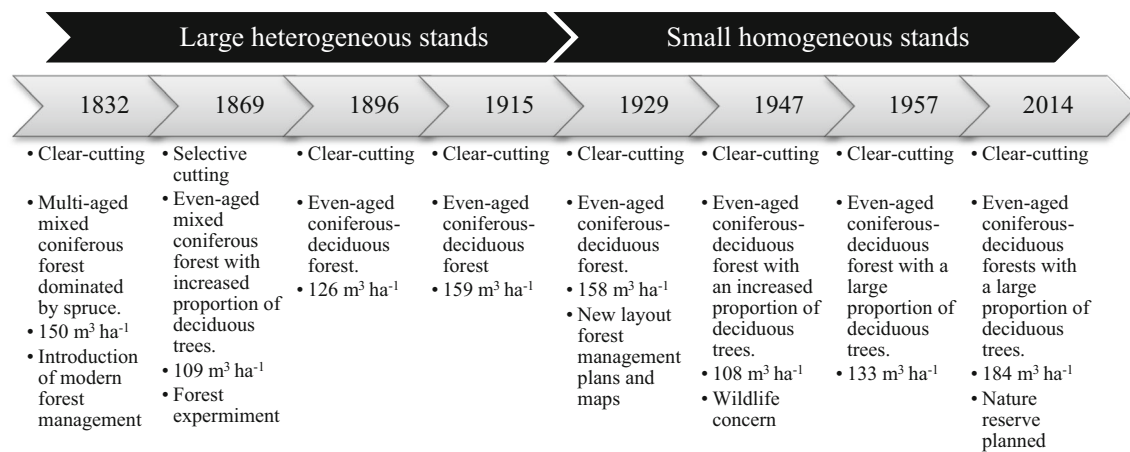 Large heterogeneous stands
Small homogeneous stands
1832
1869
1896
1915
1929
1947
1957
2014
• Clear-cutting
• Multi-aged
mixed
coniferous
forest
dominated
by spruce.
• 150 m³ ha⁻¹
• Introduction
of modern
forest
management
• Selective
cutting
• Even-aged
mixed
coniferous
forest with
increased
proportion of
deciduous
trees.
• 109 m³ ha⁻¹
• Forest
expermiment
• Clear-cutting
• Even-aged
coniferous-
deciduous
forest.
• 126 m³ ha⁻¹
• Clear-cutting
• Even-aged
coniferous-
deciduous
forest
• 159 m³ ha⁻¹
• Clear-cutting
• Even-aged
coniferous-
deciduous
forest.
• 158 m³ ha⁻¹
• New layout
forest
management
plans and
maps
• Clear-cutting
• Even-aged
coniferous-
deciduous
forest with
an increased
proportion of
deciduous
trees.
• 108 m³ ha⁻¹
• Wildlife
concern
• Clear-cutting
• Even-aged
coniferous-
deciduous
forest with a
large
proportion of
deciduous
trees.
• 133 m³ ha⁻¹
• Clear-cutting
• Even-aged
coniferous-
deciduous
forests with
a large
proportion of
deciduous
trees.
• 184 m³ ha⁻¹
• Nature
reserve
planned